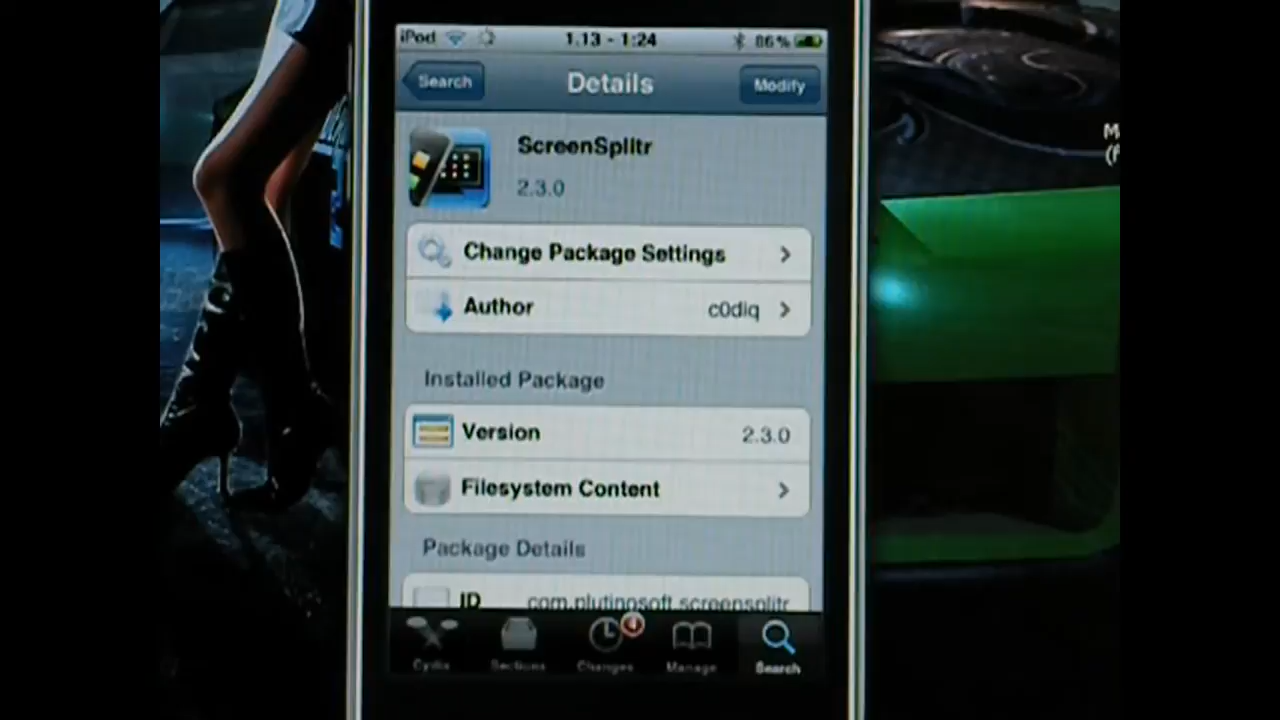 iPod 1.13 - 1:24 86%
Search Details Modify
ScreenSplitr
2.3.0
Change Package Settings
Author c0diq
Installed Package
Version 2.3.0
Filesystem Content
Package Details
ID com.plutinosoft.screensplitr
4
Cydia Sections Changes Manage Search